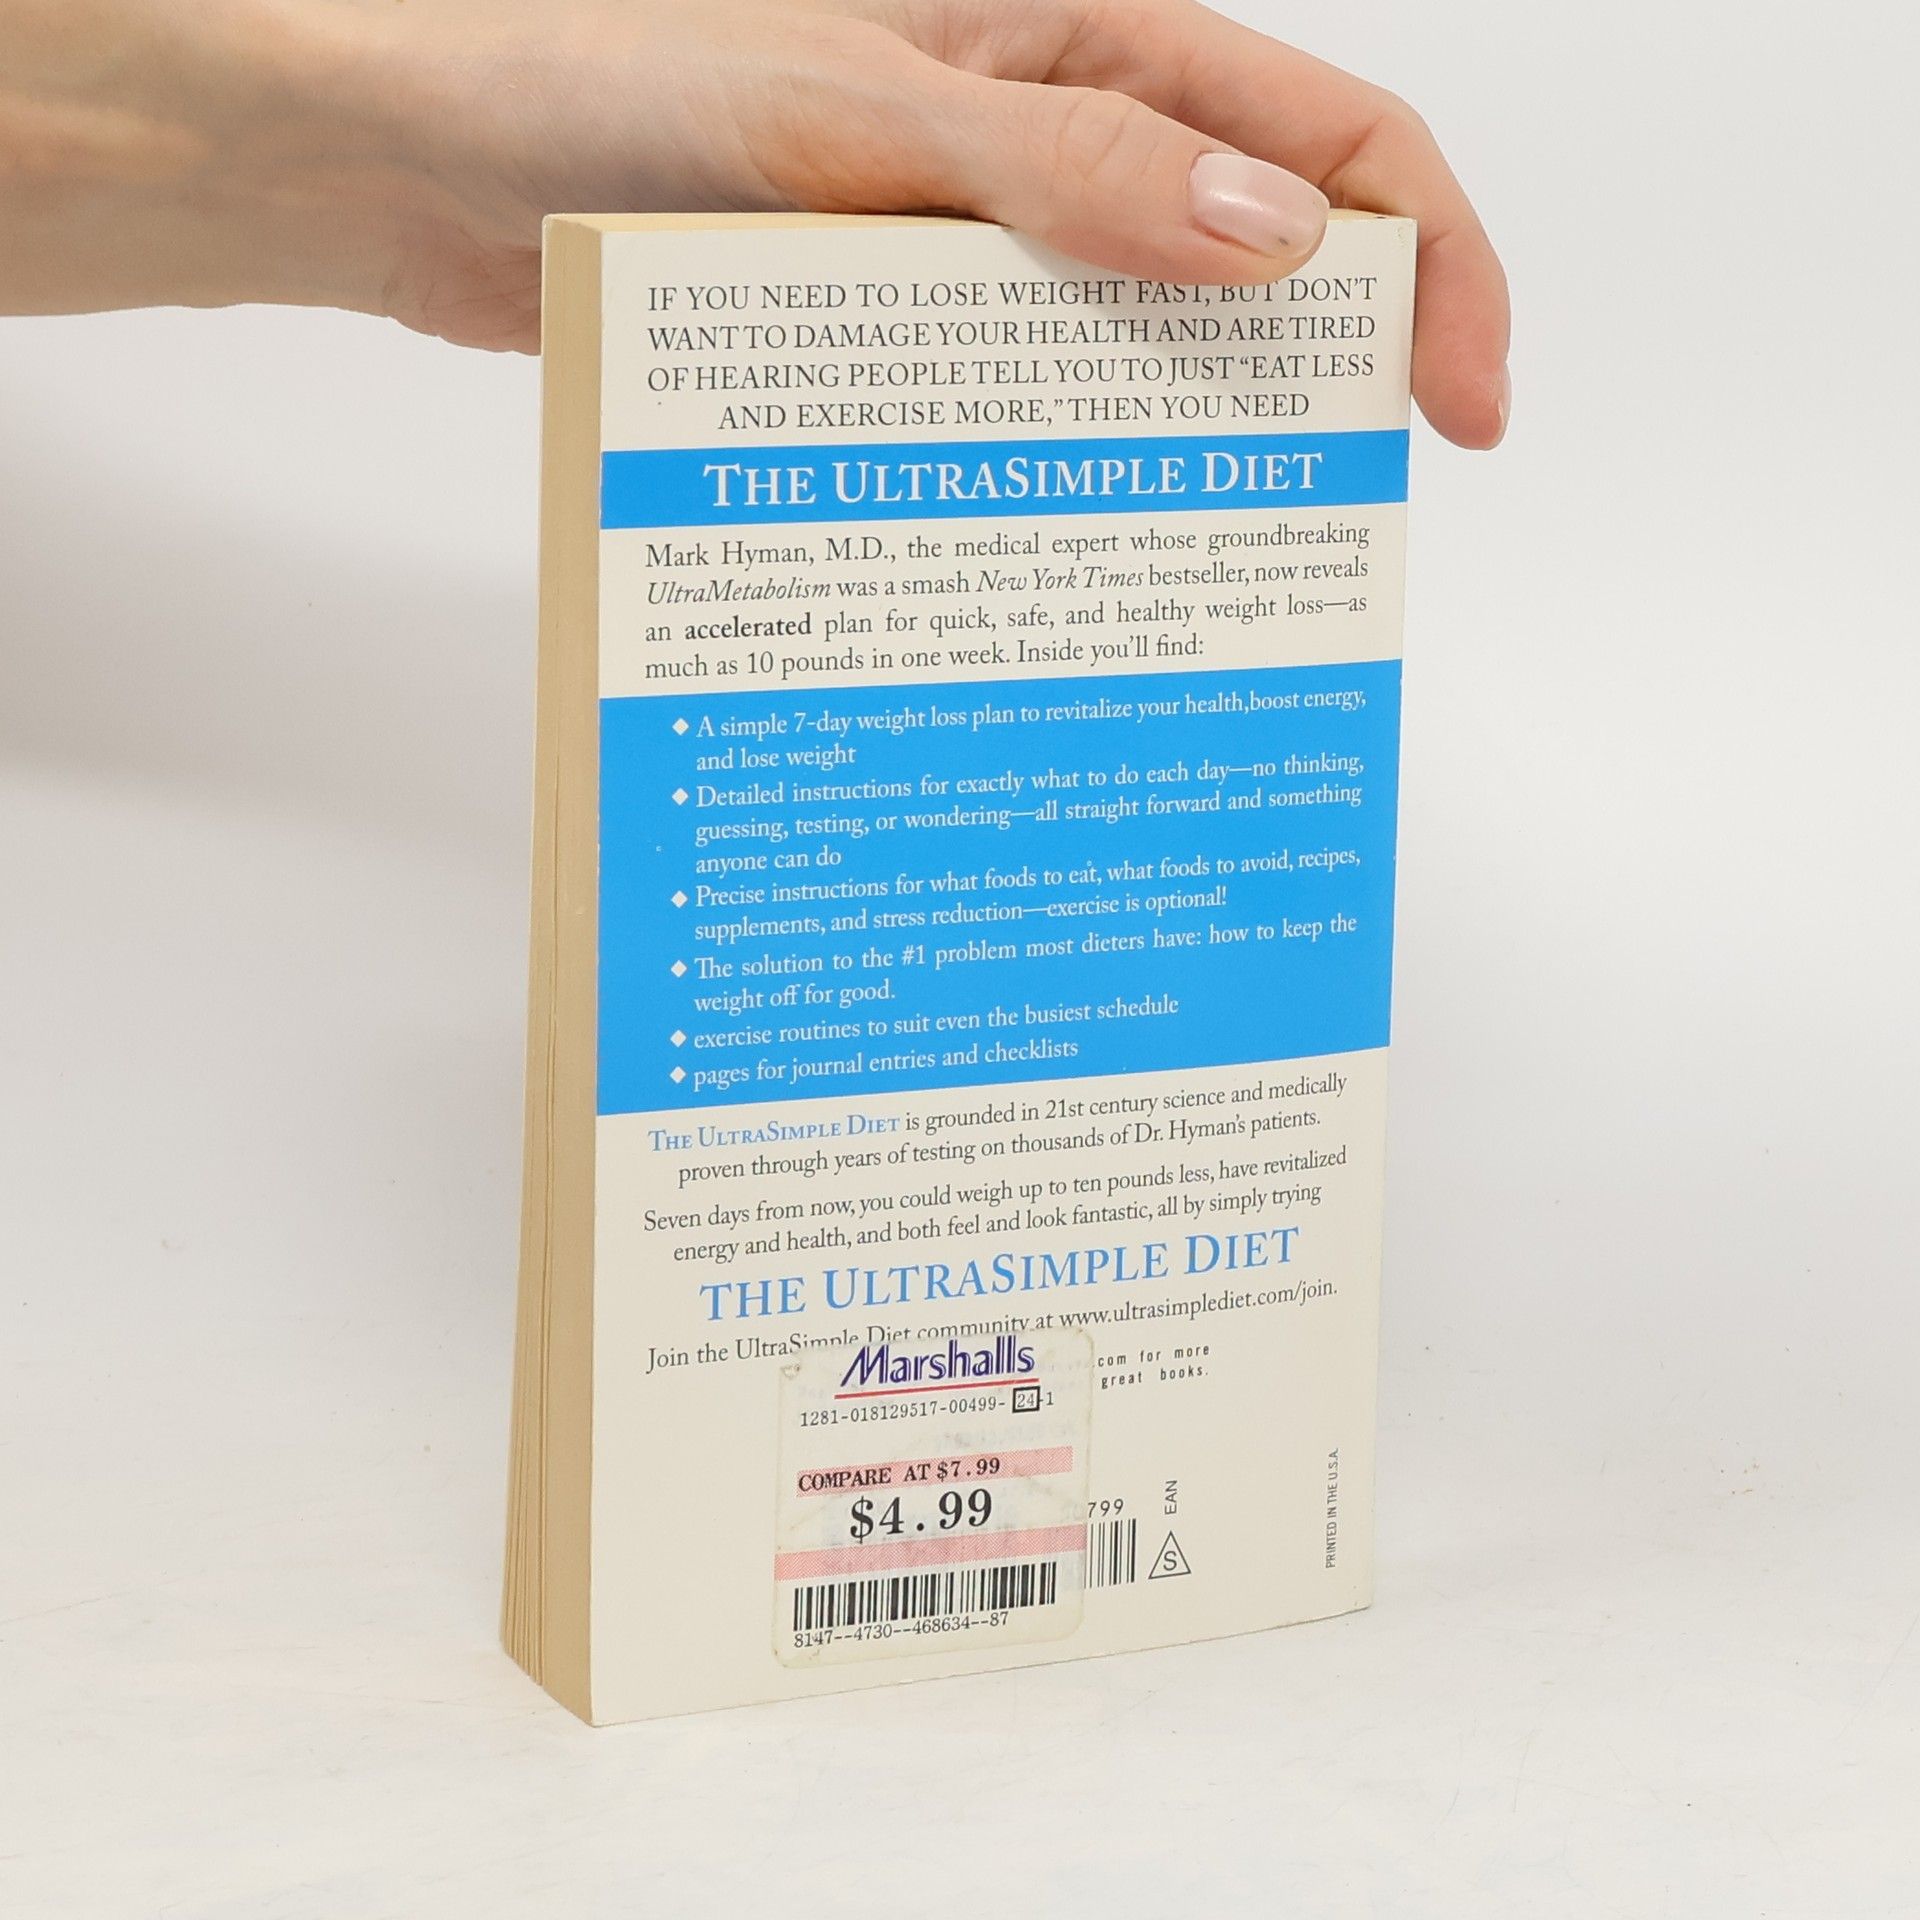 IF YOU NEED TO LOSE WEIGHT FAST, BUT DON'T
WANT TO DAMAGE YOUR HEALTH AND ARE TIRED
OF HEARING PEOPLE TELL YOU TO JUST “EAT LESS
AND EXERCISE MORE,” THEN YOU NEED
THE ULTRASIMPLE DIET
Mark Hyman, M.D., the medical expert whose groundbreaking
UltraMetabolism was a smash New York Times bestseller, now reveals
an accelerated plan for quick, safe, and healthy weight loss—as
much as 10 pounds in one week. Inside you'll find:
◆ A simple 7-day weight loss plan to revitalize your health,boost energy,
and lose weight
◆ Detailed instructions for exactly what to do each day—no thinking,
guessing, testing, or wondering—all straight forward and something
anyone can do
◆ Precise instructions for what foods to eat, what foods to avoid, recipes,
supplements, and stress reduction—exercise is optional!
◆ The solution to the #1 problem most dieters have: how to keep the
weight off for good.
◆ exercise routines to suit even the busiest schedule
◆ pages for journal entries and checklists
THE ULTRASIMPLE DIET is grounded in 21st century science and medically
proven through years of testing on thousands of Dr. Hyman's patients.
Seven days from now, you could weigh up to ten pounds less, have revitalized
energy and health, and both feel and look fantastic, all by simply trying
THE ULTRASIMPLE DIET
Join the UltraSimple Diet community at www.ultrasimplediet.com/join.
Marshalls
.com for more
great books.
1281-018129517-00499- 24-1
COMPARE AT $7.99
$4.99
799
EAN
S
PRINTED IN THE U.S.A.
8147--4730--468634--87